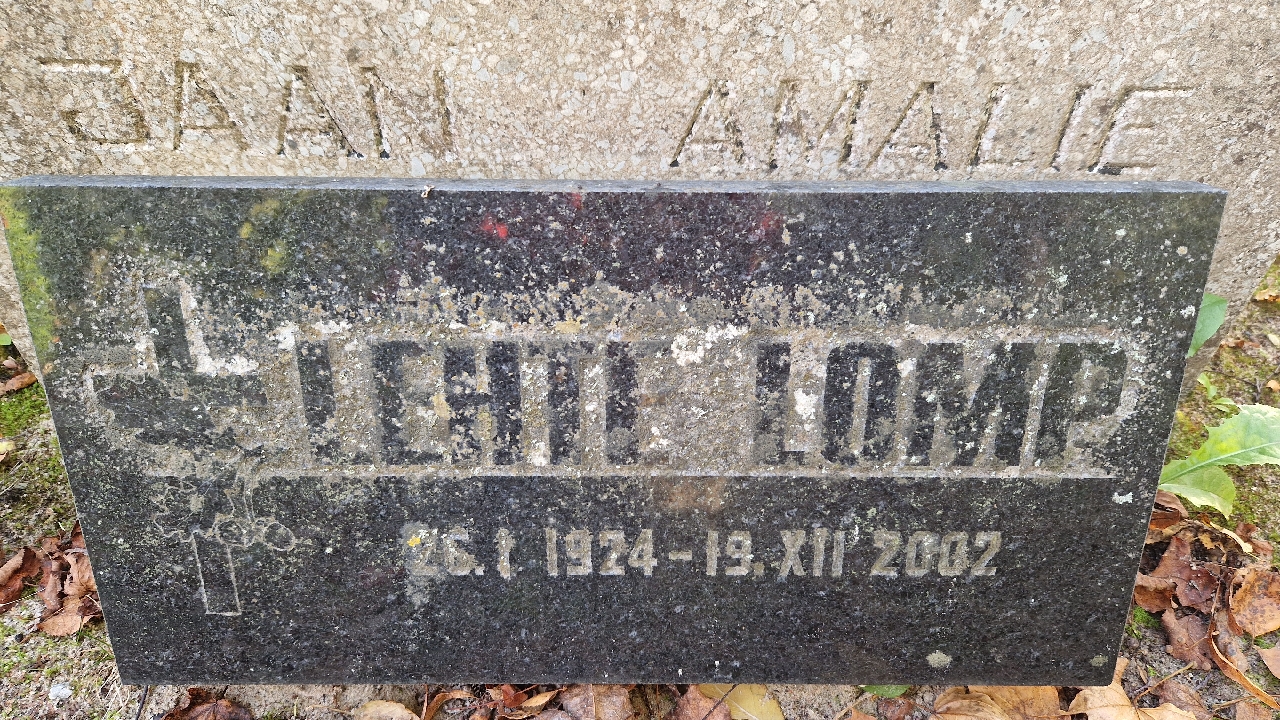 JAAN AMALIE
LEHTE LOMP
26.I 1924-19.XII 2002